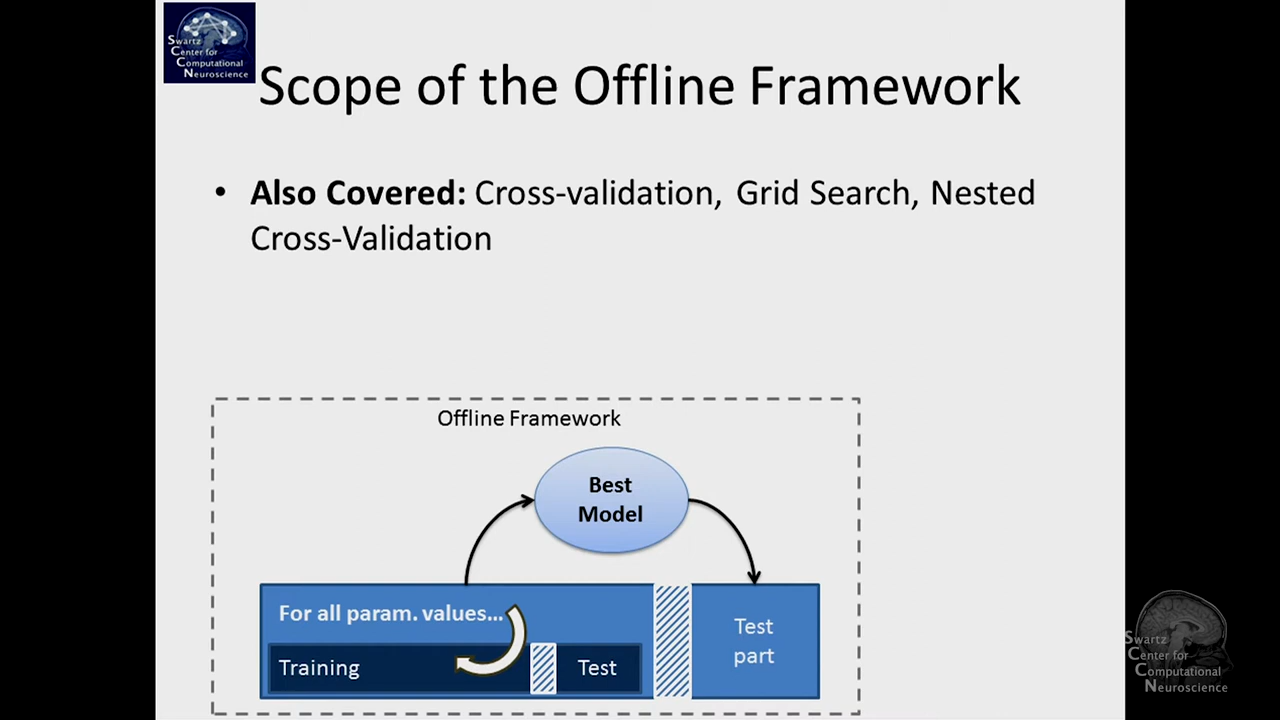 Swartz
Center for
Computational
Neuroscience
Scope of the Offline Framework
• Also Covered: Cross-validation, Grid Search, Nested
Cross-Validation
Offline Framework
Best
Model
For all param. values...
Training
Test
Test
part
Swartz
Center for
Computational
Neuroscience